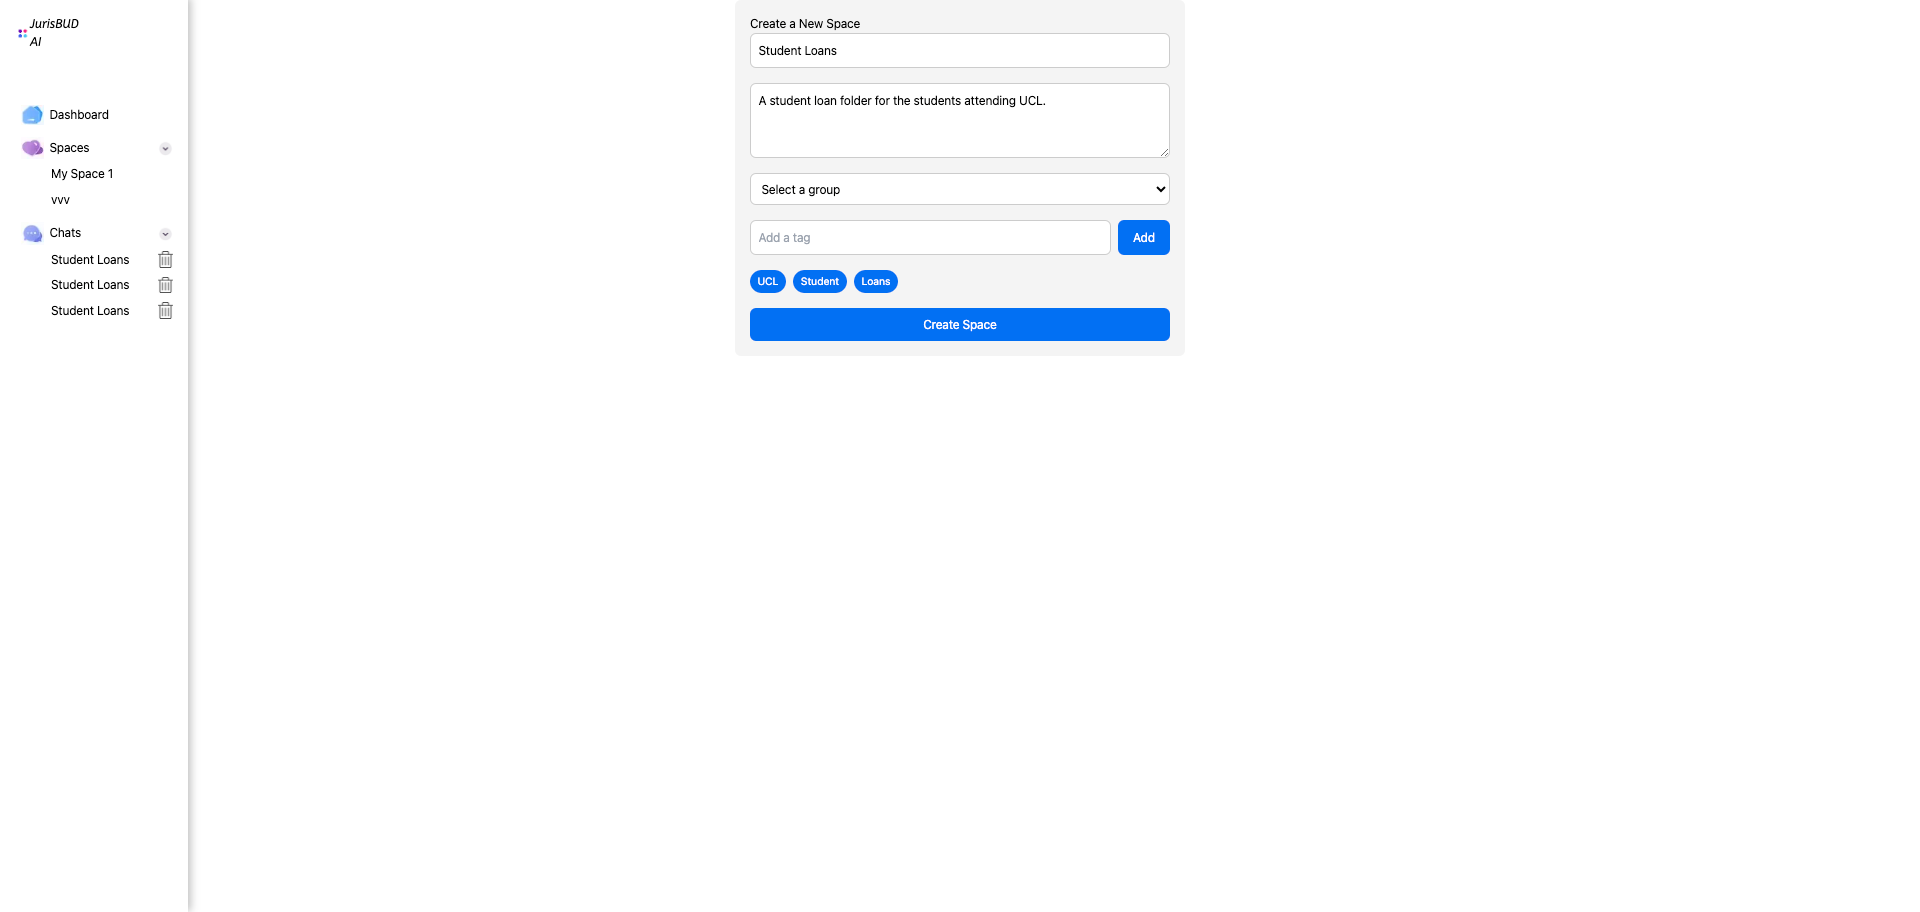 JurisBUD
AI
Dashboard
Spaces
My Space 1
vvv
Chats
Student Loans
Student Loans
Student Loans
Create a New Space
Student Loans
A student loan folder for the students attending UCL.
Select a group
Add a tag
Add
UCL Student Loans
Create Space